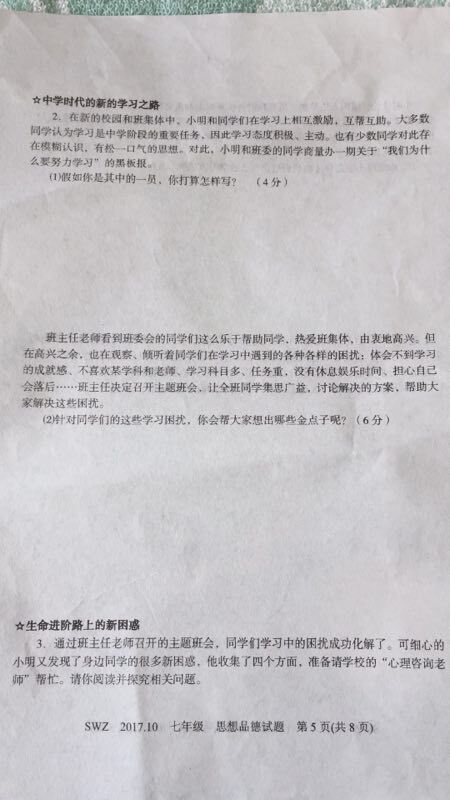 ☆中学时代的新的学习之路
2. 在新的校园和班集体中，小明和同学们在学习上相互激励，互帮互助。大多数
同学认为学习是中学阶段的重要任务，因此学习态度积极、主动。也有少数同学对此存
在模糊认识，有松一口气的思想。对此，小明和班委的同学商量办一期关于“我们为什
么要努力学习”的黑板报。
(1)假如你是其中的一员，你打算怎样写？ （4分）
班主任老师看到班委会的同学们这么乐于帮助同学，热爱班集体，由衷地高兴。但
在高兴之余，也在观察、倾听着同学们在学习中遇到的各种各样的困扰：体会不到学习
的成就感、不喜欢某学科和老师、学习科目多、任务重，没有休息娱乐时间、担心自己
会落后……班主任决定召开主题班会，让全班同学集思广益，讨论解决的方案，帮助大
家解决这些困扰。
(2)针对同学们的这些学习困扰，你会帮大家想出哪些金点子呢？（6分）
☆生命进阶路上的新困惑
3. 通过班主任老师召开的主题班会，同学们学习中的困扰成功化解了。可细心的
小明又发现了身边同学的很多新困惑，他收集了四个方面，准备请学校的“心理咨询老
师”帮忙。请你阅读并探究相关问题。
SWZ 2017.10 七年级 思想品德试题 第5页(共8页)